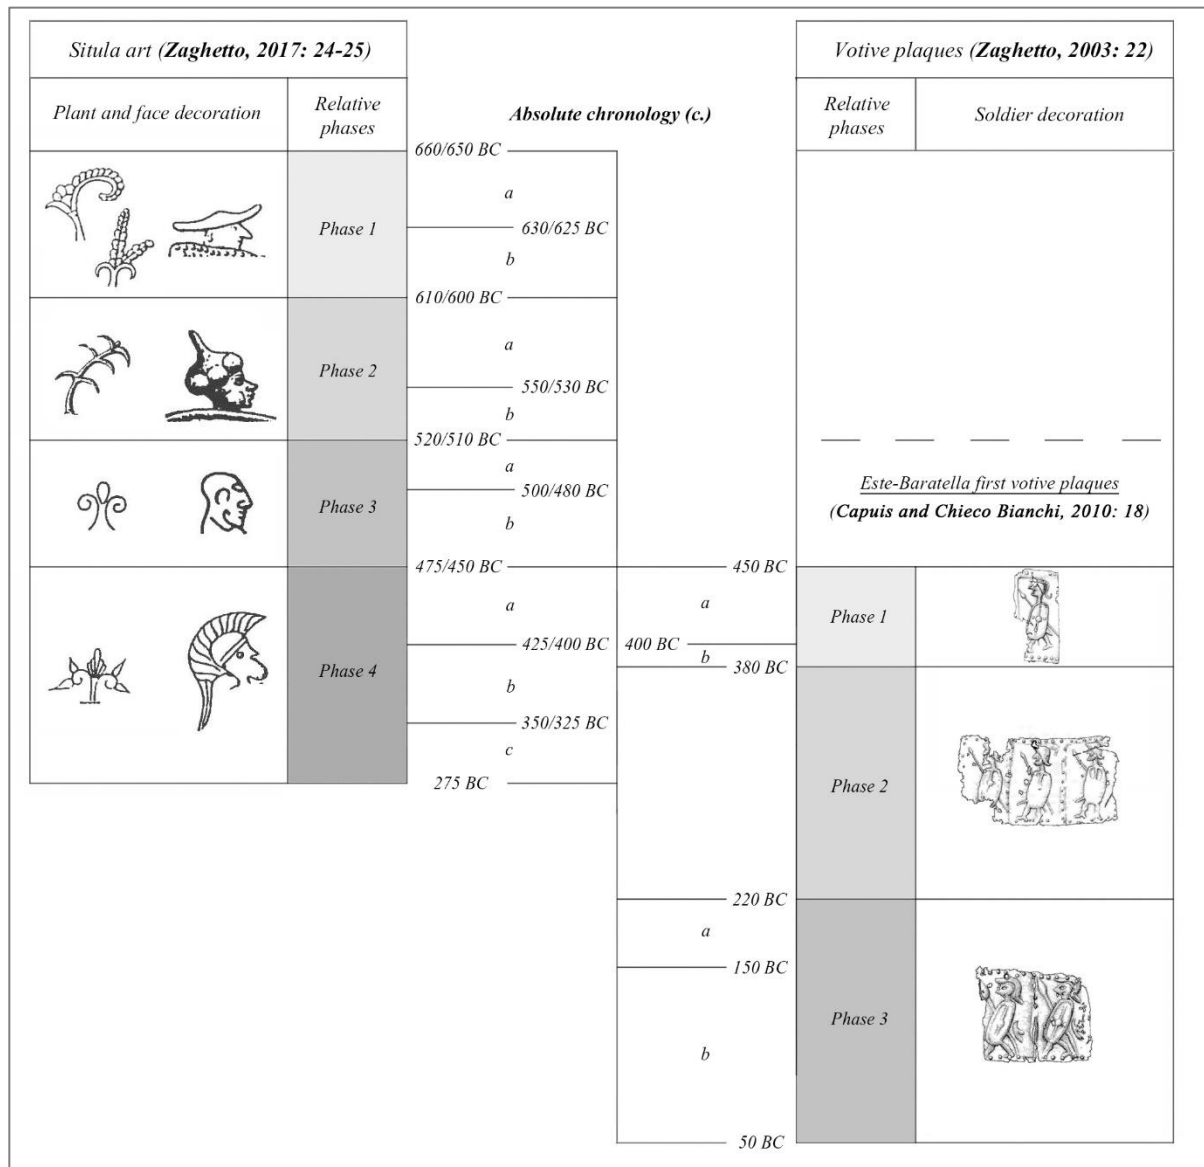 Situla art (Zaghetto, 2017: 24-25)
Votive plaques (Zaghetto, 2003: 22)
Plant and face decoration
Relative
phases
Absolute chronology (c.)
Relative
phases
Soldier decoration
660/650 BC
a
Phase 1
630/625 BC
b
610/600 BC
a
Phase 2
550/530 BC
b
520/510 BC
a
500/480 BC
Phase 3
b
Este-Baratella first votive plaques
(Capuis and Chieco Bianchi, 2010: 18)
475/450 BC
450 BC
a
a
Phase 1
425/400 BC
400 BC
b
380 BC
Phase 4
b
350/325 BC
c
275 BC
Phase 2
220 BC
a
150 BC
Phase 3
b
50 BC